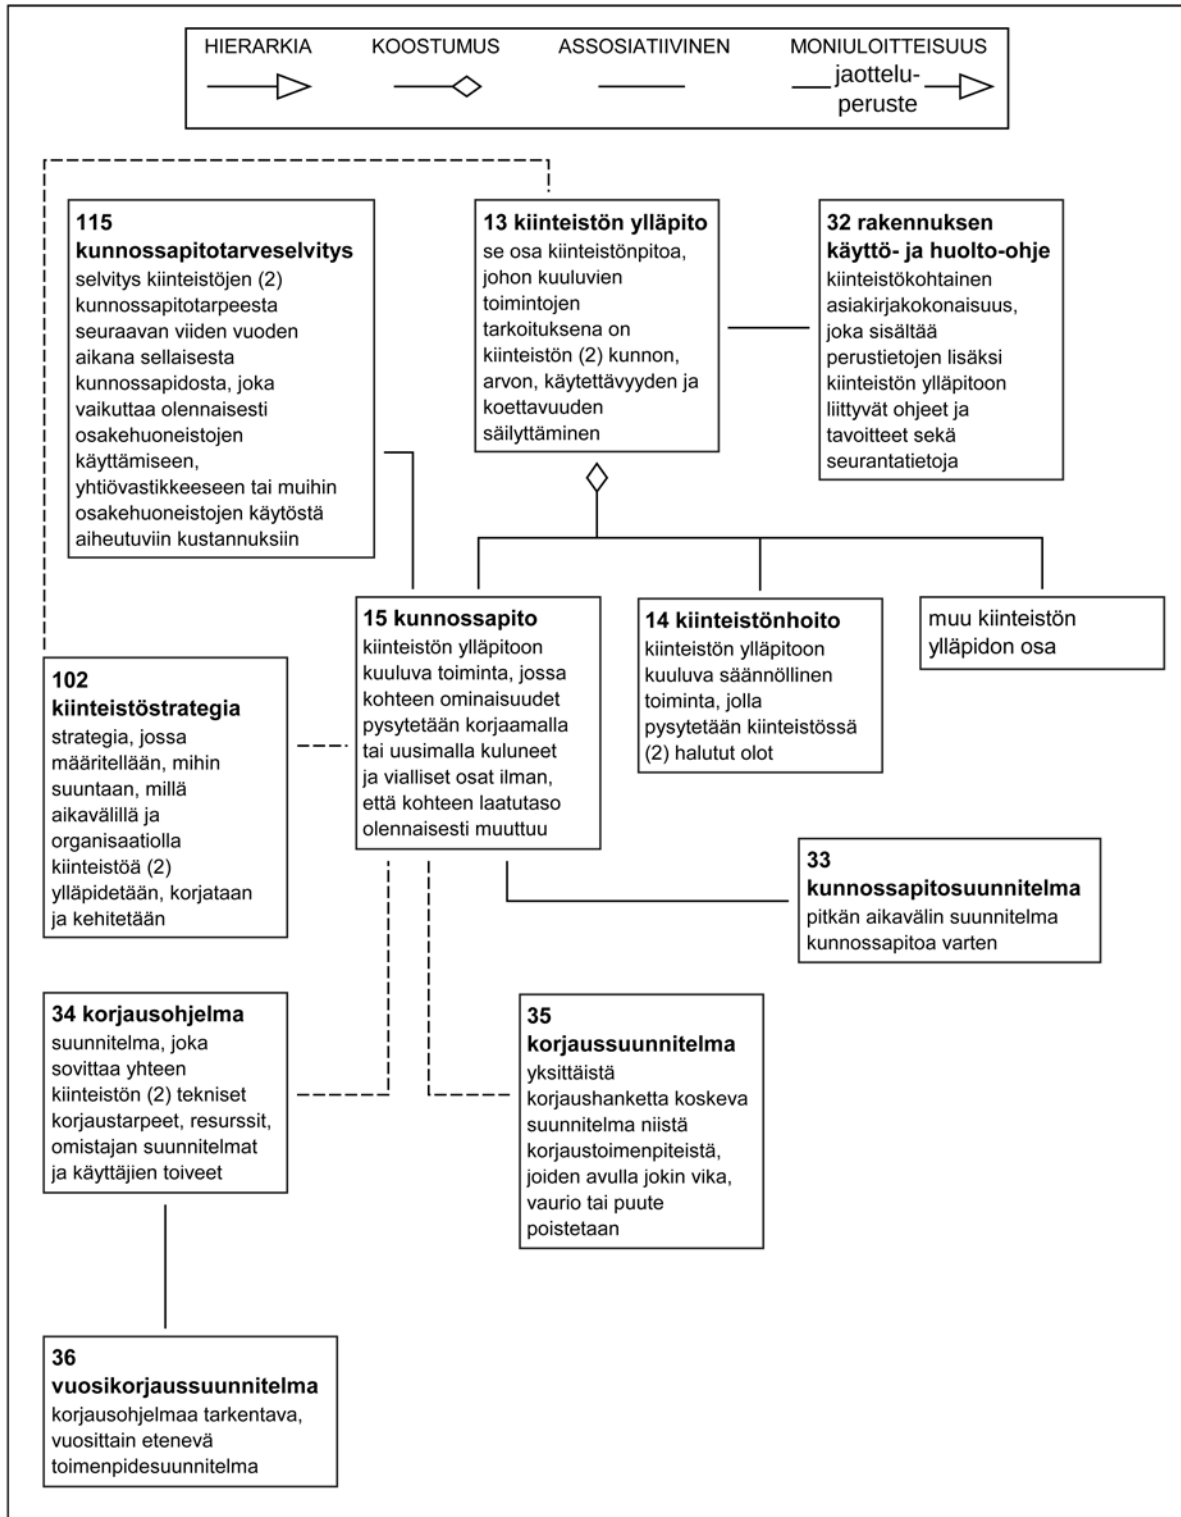 HIERARKIA
KOOSTUMUS
ASSOSIATIIVINEN
MONIULOITTEISUUS
jaottelu-
peruste
115
kunnossapitotarveselvitys
selvitys kiinteistöjen (2)
kunnossapitotarpeesta
seuraavan viiden vuoden
aikana sellaisesta
kunnossapidosta, joka
vaikuttaa olennaisesti
osakehuoneistojen
käyttämiseen,
yhtiövastikkeeseen tai muihin
osakehuoneistojen käytöstä
aiheutuviin kustannuksiin
13 kiinteistön ylläpito
se osa kiinteistönpitoa,
johon kuuluvien
toimintojen
tarkoituksena on
kiinteistön (2) kunnon,
arvon, käytettävyyden ja
koettavuuden
säilyttäminen
32 rakennuksen
käyttö- ja huolto-ohje
kiinteistökohtainen
asiakirjakokonaisuus,
joka sisältää
perustietojen lisäksi
kiinteistön ylläpitoon
liittyvät ohjeet ja
tavoitteet sekä
seurantatietoja
15 kunnossapito
kiinteistön ylläpitoon
kuuluva toiminta, jossa
kohteen ominaisuudet
pysytetään korjaamalla
tai uusimalla kuluneet
ja vialliset osat ilman,
että kohteen laatutaso
olennaisesti muuttuu
14 kiinteistönhoito
kiinteistön ylläpitoon
kuuluva säännöllinen
toiminta, jolla
pysytetään kiinteistössä
(2) halutut olot
muu kiinteistön
ylläpidon osa
102
kiinteistöstrategia
strategia, jossa
määritellään, mihin
suuntaan, millä
aikavälillä ja
organisaatiolla
kiinteistöä (2)
ylläpidetään, korjataan
ja kehitetään
33
kunnossapitosuunnitelma
pitkän aikavälin suunnitelma
kunnossapitoa varten
34 korjausohjelma
suunnitelma, joka
sovittaa yhteen
kiinteistön (2) tekniset
korjaustarpeet, resurssit,
omistajan suunnitelmat
ja käyttäjien toiveet
35
korjaussuunnitelma
yksittäistä
korjaushanketta koskeva
suunnitelma niistä
korjaustoimenpiteistä,
joiden avulla jokin vika,
vaurio tai puute
poistetaan
36
vuosikorjaussuunnitelma
korjausohjelmaa tarkentava,
vuosittain etenevä
toimenpidesuunnitelma